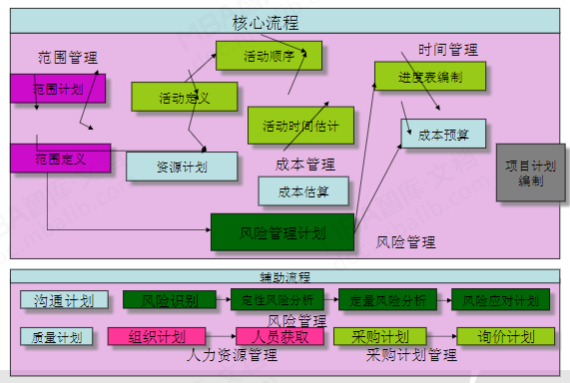 核心流程
范围管理
活动顺序
时间管理
范围计划
活动定义
进度表编制
活动时间估计
成本预算
范围定义
资源计划
成本管理
项目计划
编制
成本估算
风险管理计划
风险管理
辅助流程
沟通计划
风险识别
定性风险分析
定量风险分析
风险应对计划
风险管理
质量计划
组织计划
人员获取
采购计划
询价计划
人力资源管理
采购计划管理